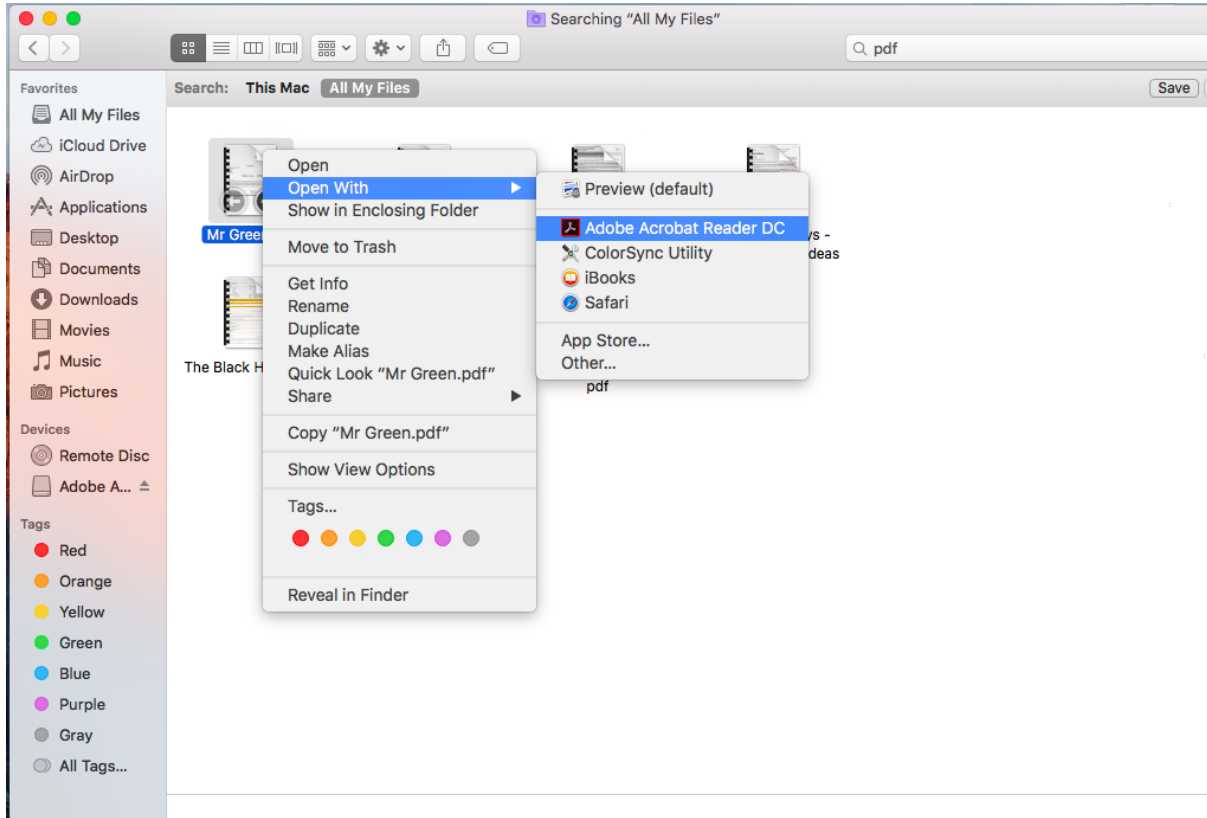 Searching “All My Files”
pdf
Favorites
All My Files
iCloud Drive
AirDrop
Applications
Desktop
Documents
Downloads
Movies
Music
Pictures
Devices
Remote Disc
Adobe A...
Tags
Red
Orange
Yellow
Green
Blue
Purple
Gray
All Tags...
Search: This Mac All My Files
Save
Mr Gree
The Black H
pdf
Open
Open With
Show in Enclosing Folder
Move to Trash
Get Info
Rename
Duplicate
Make Alias
Quick Look “Mr Green.pdf”
Share
Copy “Mr Green.pdf”
Show View Options
Tags...
Reveal in Finder
Preview (default)
Adobe Acrobat Reader DC
ColorSync Utility
iBooks
Safari
App Store...
Other...
ys -
deas